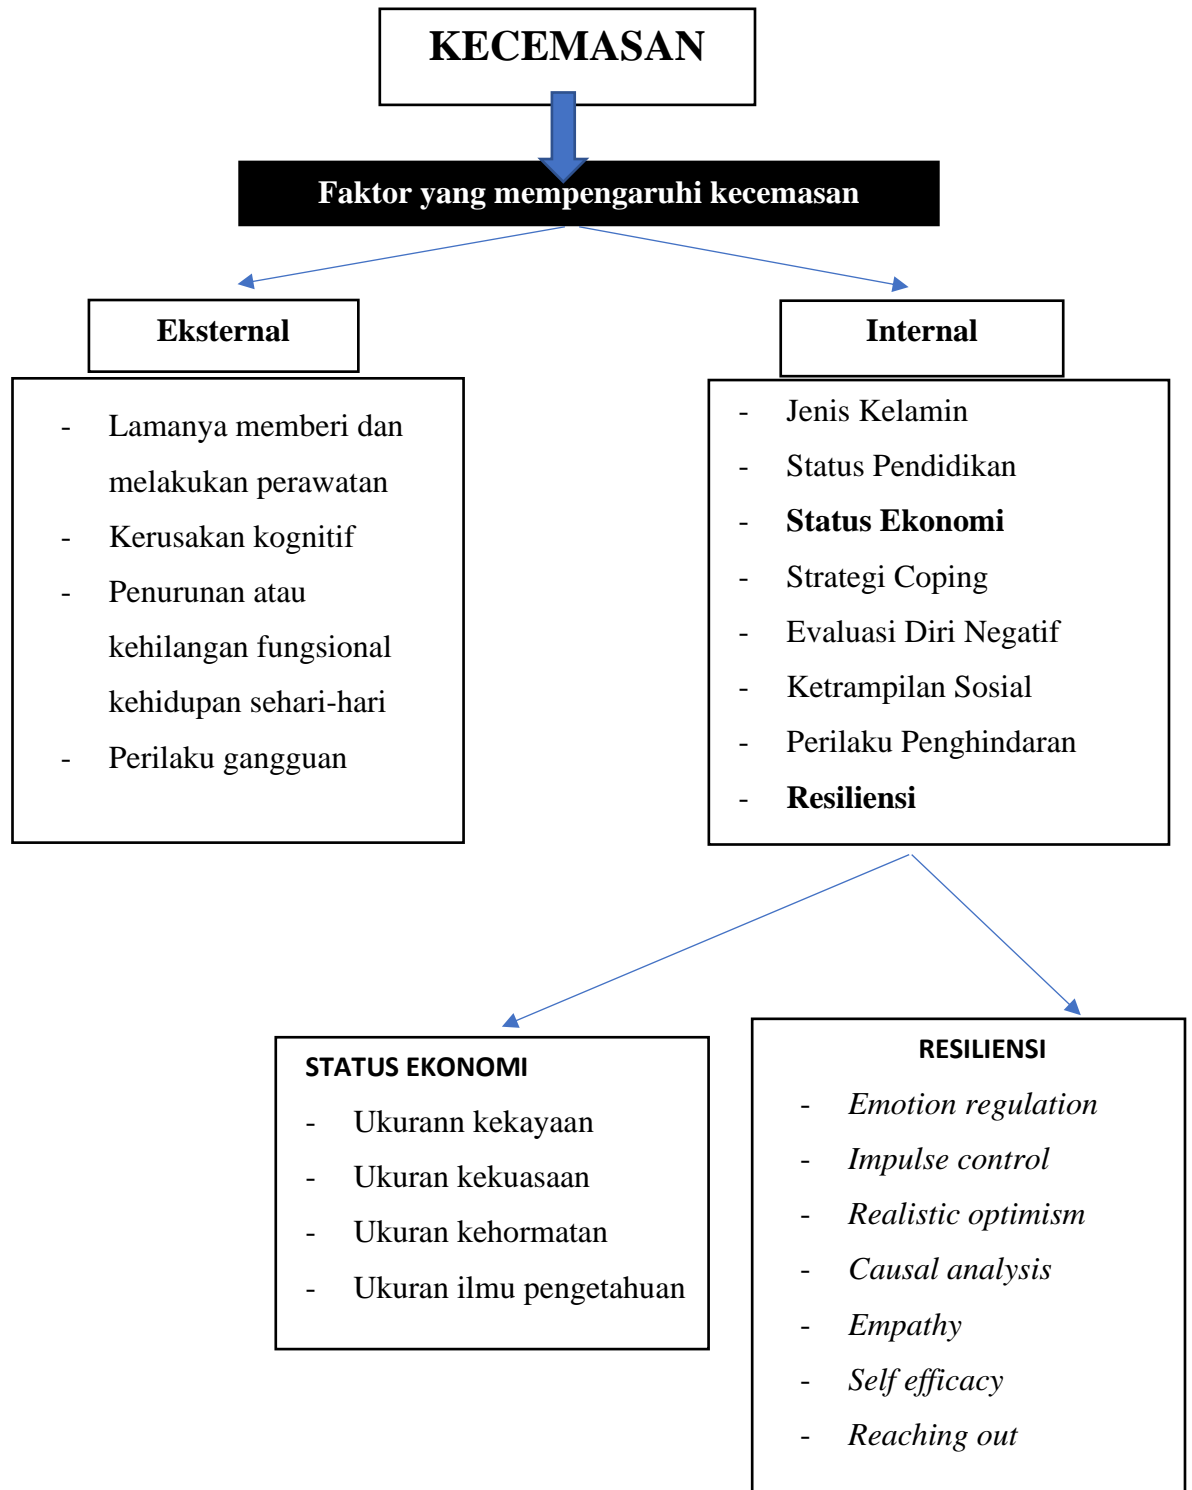 KECEMASAN
Faktor yang mempengaruhi kecemasan
Eksternal
- Lamanya memberi dan
melakukan perawatan
- Kerusakan kognitif
- Penurunan atau
kehilangan fungsional
kehidupan sehari-hari
- Perilaku gangguan
Internal
- Jenis Kelamin
- Status Pendidikan
- Status Ekonomi
- Strategi Coping
- Evaluasi Diri Negatif
- Ketrampilan Sosial
- Perilaku Penghindaran
- Resiliensi
STATUS EKONOMI
- Ukurann kekayaan
- Ukuran kekuasaan
- Ukuran kehormatan
- Ukuran ilmu pengetahuan
RESILIENSI
- Emotion regulation
- Impulse control
- Realistic optimism
- Causal analysis
- Empathy
- Self efficacy
- Reaching out